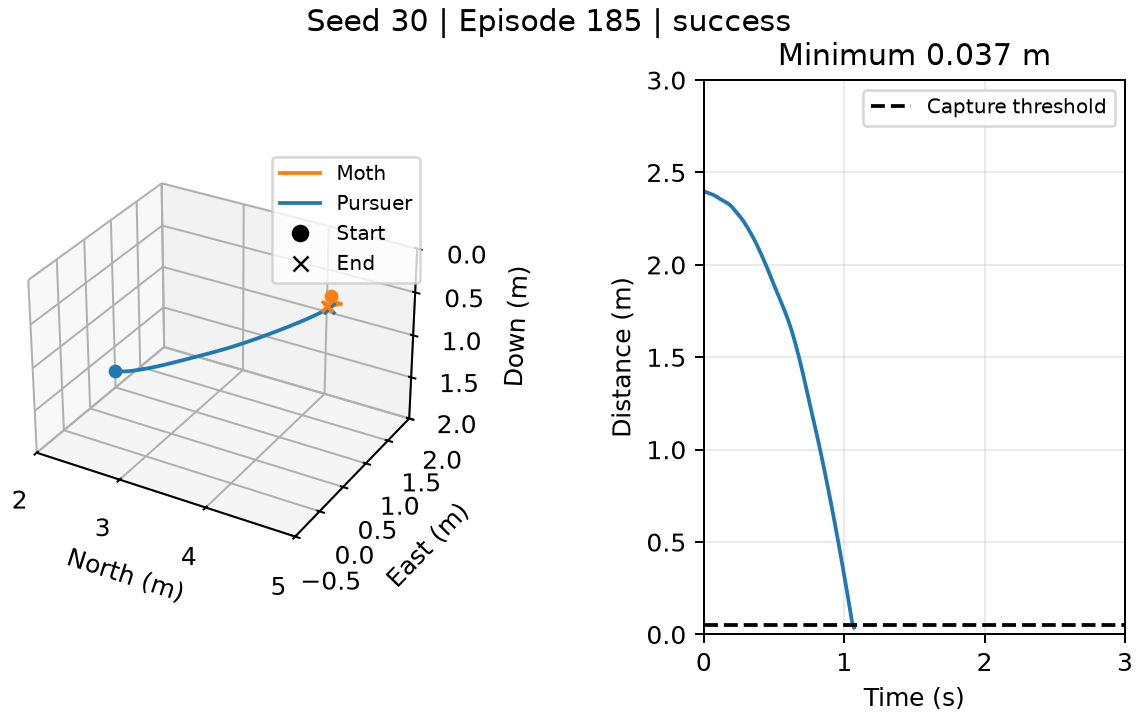 Seed 30 | Episode 185 | success
Moth
Pursuer
Start
End
0.0
0.5
1.0
1.5
2.0
Down (m)
2
3
4
5
North (m)
−0.5
0.0
0.5
1.0
1.5
2.0
East (m)
Minimum 0.037 m
Capture threshold
3.0
2.5
2.0
1.5
1.0
0.5
0.0
Distance (m)
0
1
2
3
Time (s)